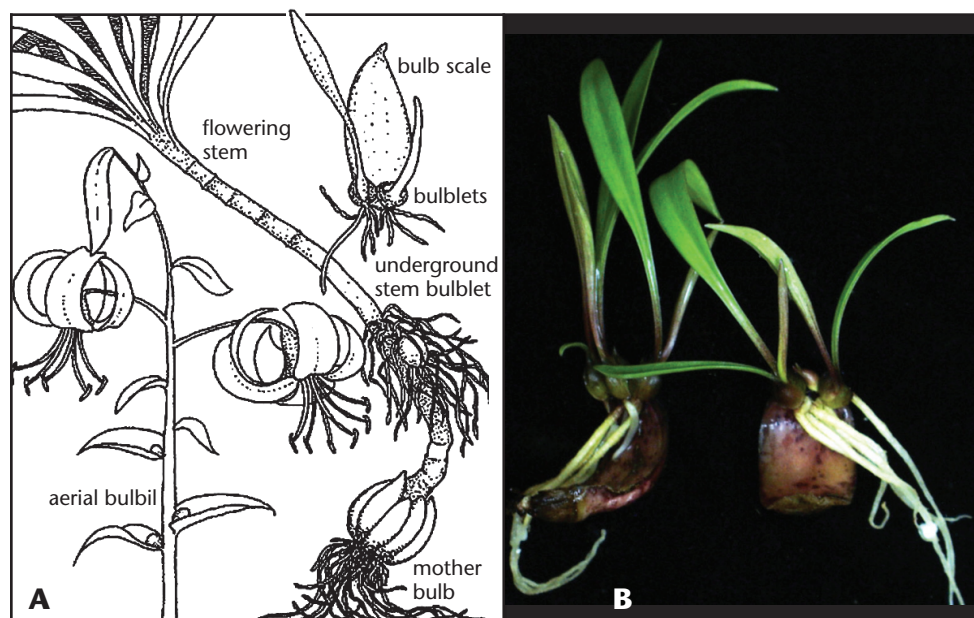 bulb scale
flowering
stem
bulblets
underground
stem bulblet
aerial bulbil
mother
bulb
A
B